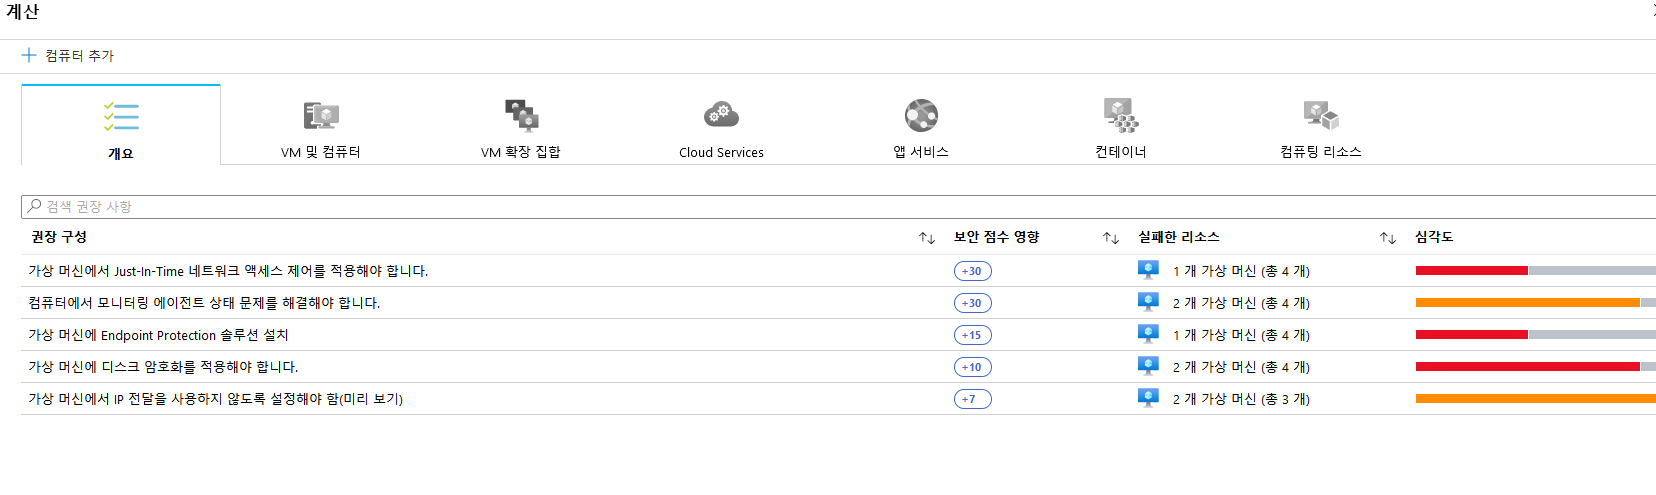 계산
컴퓨터 추가
개요
VM 및 컴퓨터
VM 확장 집합
Cloud Services
앱 서비스
컨테이너
컴퓨팅 리소스
검색 권장 사항
권장 구성 보안 점수 영향 실패한 리소스 심각도
가상 머신에서 Just-In-Time 네트워크 액세스 제어를 적용해야 합니다. +30 1 개 가상 머신 (총 4 개)
컴퓨터에서 모니터링 에이전트 상태 문제를 해결해야 합니다. +30 2 개 가상 머신 (총 4 개)
가상 머신에 Endpoint Protection 솔루션 설치 +15 1 개 가상 머신 (총 4 개)
가상 머신에 디스크 암호화를 적용해야 합니다. +10 2 개 가상 머신 (총 4 개)
가상 머신에서 IP 전달을 사용하지 않도록 설정해야 함(미리 보기) +7 2 개 가상 머신 (총 3 개)